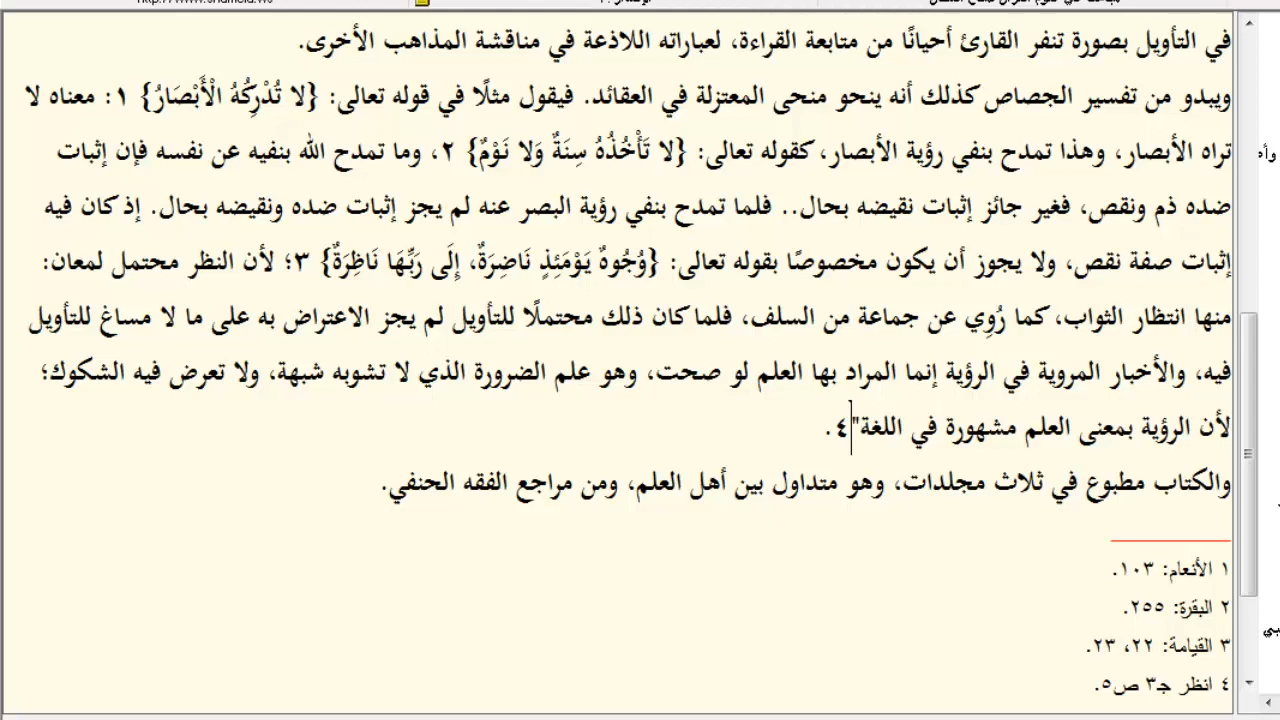 في التأويل بصورة تنفر القارئ أحيانًا من متابعة القراءة، لعباراته اللاذعة في مناقشة المذاهب الأخرى.
ويبدو من تفسير الجصاص كذلك أنه ينحو منحى المعتزلة في العقائد. فيقول مثلًا في قوله تعالى: {لا تُدْرِكُهُ الْأَبْصَارُ} ١: معناه لا
تراه الأبصار، وهذا تمدح بنفي رؤية الأبصار، كقوله تعالى: {لا تَأْخُذُهُ سِنَةٌ وَلا نَوْمٌ} ٢، وما تمدح الله بنفيه عن نفسه فإن إثبات
ضده ذم ونقص، فغير جائز إثبات نقيضه بحال.. فلما تمدح بنفي رؤية البصر عنه لم يجز إثبات ضده ونقيضه بحال. إذ كان فيه
إثبات صفة نقص، ولا يجوز أن يكون مخصوصًا بقوله تعالى: {وُجُوهٌ يَوْمَئِذٍ نَاضِرَةٌ، إِلَى رَبِّهَا نَاظِرَةٌ} ٣؛ لأن النظر محتمل لمعان:
منها انتظار الثواب، كما رُوِي عن جماعة من السلف، فلما كان ذلك محتملًا للتأويل لم يجز الاعتراض به على ما لا مساغ للتأويل
فيه، والأخبار المروية في الرؤية إنما المراد بها العلم لو صحت، وهو علم الضرورة الذي لا تشوبه شبهة، ولا تعرض فيه الشكوك؛
لأن الرؤية بمعنى العلم مشهورة في اللغة"٤.
والكتاب مطبوع في ثلاث مجلدات، وهو متداول بين أهل العلم، ومن مراجع الفقه الحنفي.
١ الأنعام: ١٠٣.
٢ البقرة: ٢٥٥.
٣ القيامة: ٢٢، ٢٣.
٤ انظر جـ٣ ص٥.